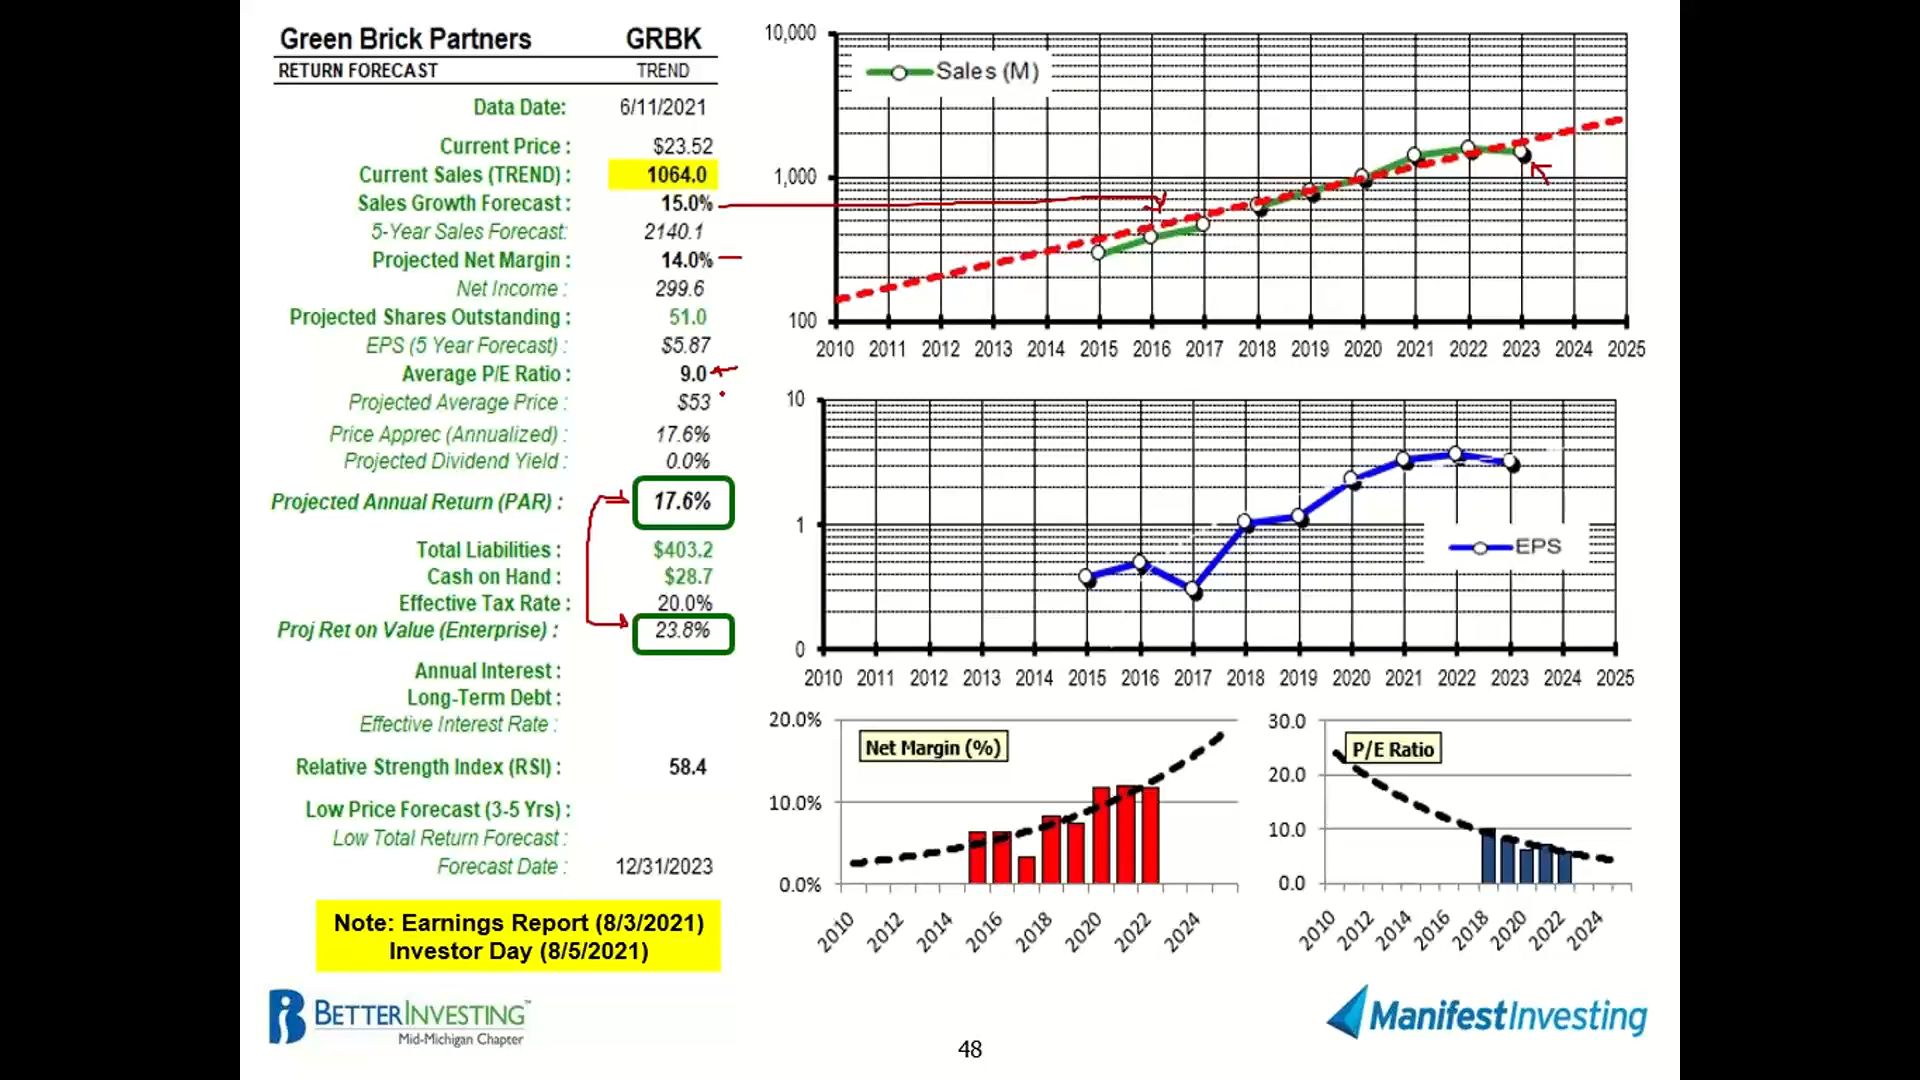 Green Brick Partners GRBK
RETURN FORECAST TREND
Data Date: 6/11/2021
Current Price : $23.52
Current Sales (TREND) : 1064.0
Sales Growth Forecast : 15.0%
5-Year Sales Forecast: 2140.1
Projected Net Margin : 14.0%
Net Income : 299.6
Projected Shares Outstanding : 51.0
EPS (5 Year Forecast) : $5.87
Average P/E Ratio : 9.0
Projected Average Price : $53
Price Apprec (Annualized) : 17.6%
Projected Dividend Yield : 0.0%
Projected Annual Return (PAR) : 17.6%
Total Liabilities : $403.2
Cash on Hand : $28.7
Effective Tax Rate : 20.0%
Proj Ret on Value (Enterprise) : 23.8%
Annual Interest :
Long-Term Debt :
Effective Interest Rate :
Relative Strength Index (RSI) : 58.4
Low Price Forecast (3-5 Yrs) :
Low Total Return Forecast :
Forecast Date : 12/31/2023
Note: Earnings Report (8/3/2021)
Investor Day (8/5/2021)
BETTERINVESTING™
Mid-Michigan Chapter
10,000
Sales (M)
1,000
100
2010 2011 2012 2013 2014 2015 2016 2017 2018 2019 2020 2021 2022 2023 2024 2025
10
1
EPS
0
2010 2011 2012 2013 2014 2015 2016 2017 2018 2019 2020 2021 2022 2023 2024 2025
20.0%
Net Margin (%)
10.0%
0.0%
2010 2012 2014 2016 2018 2020 2022 2024
30.0
P/E Ratio
20.0
10.0
0.0
2010 2012 2014 2016 2018 2020 2022 2024
ManifestInvesting
48